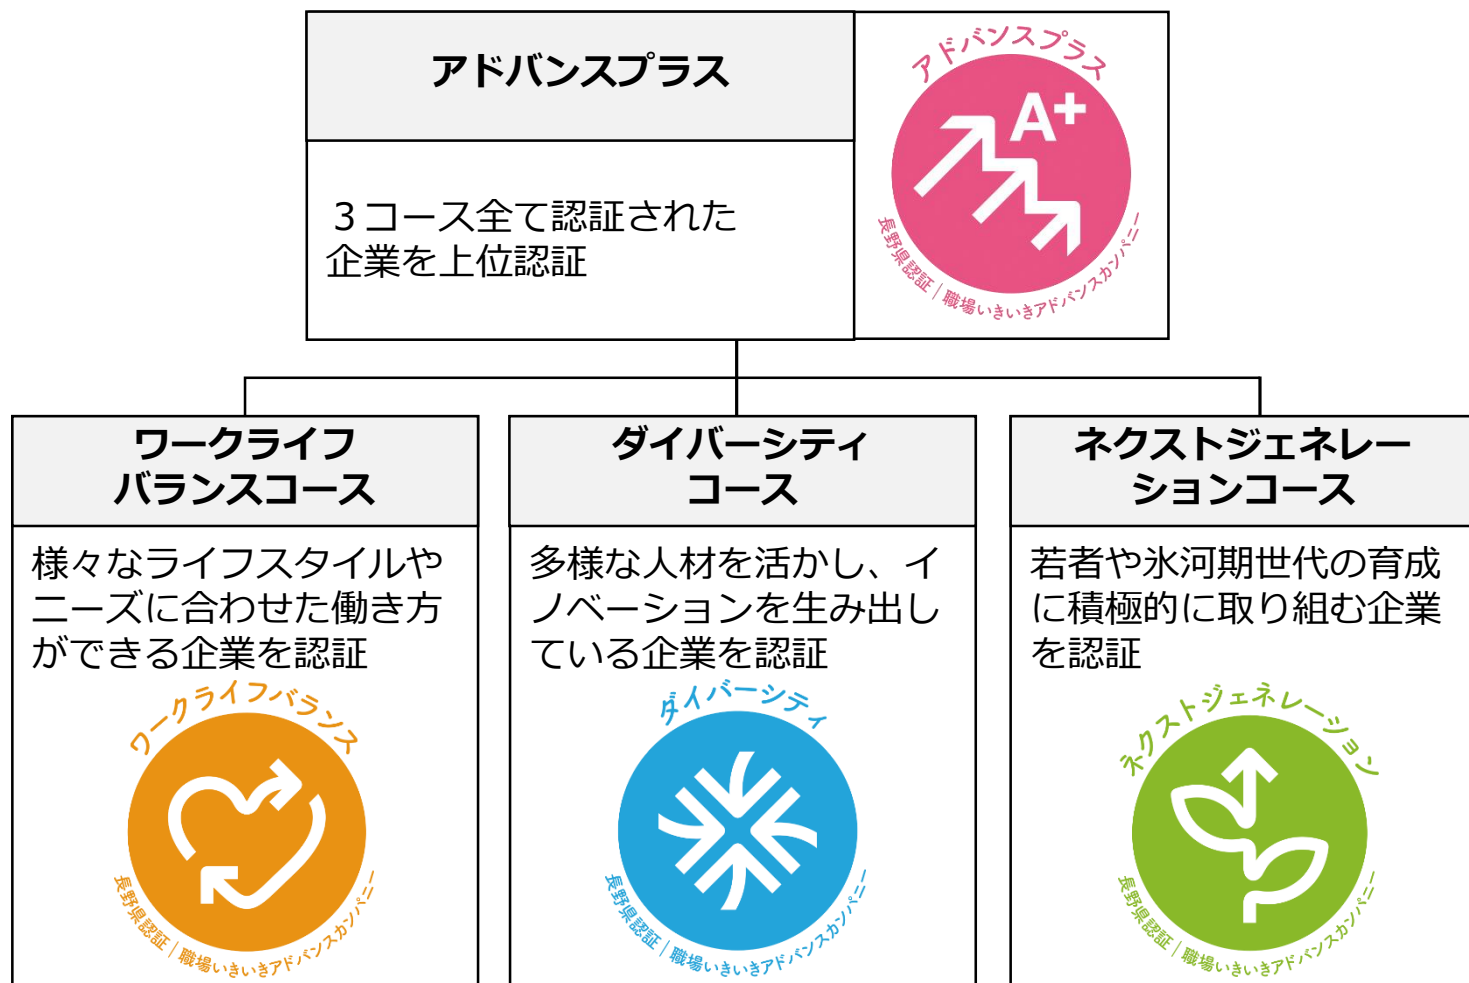 アドバンスプラス
３コース全て認証された
企業を上位認証
アドバンスプラス
A+
長野県認証｜職場いきいきアドバンスカンパニー
ワークライフ
バランスコース
様々なライフスタイルや
ニーズに合わせた働き方
ができる企業を認証
ワークライフバランス
長野県認証｜職場いきいきアドバンスカンパニー
ダイバーシティ
コース
多様な人材を活かし、イ
ノベーションを生み出し
ている企業を認証
ダイバーシティ
長野県認証｜職場いきいきアドバンスカンパニー
ネクストジェネレー
ションコース
若者や氷河期世代の育成
に積極的に取り組む企業
を認証
ネクストジェネレーション
長野県認証｜職場いきいきアドバンスカンパニー